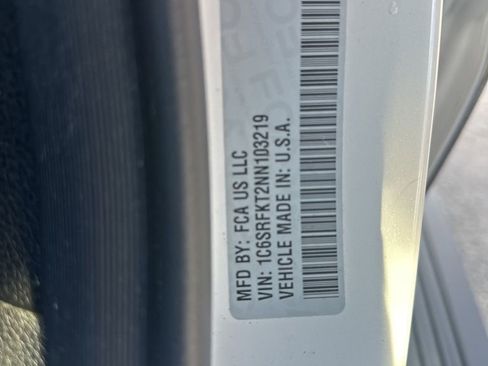 MFD BY: FCA US LLC
VIN: 1C6SRFKT2NN103219
VEHICLE MADE IN: U.S.A.